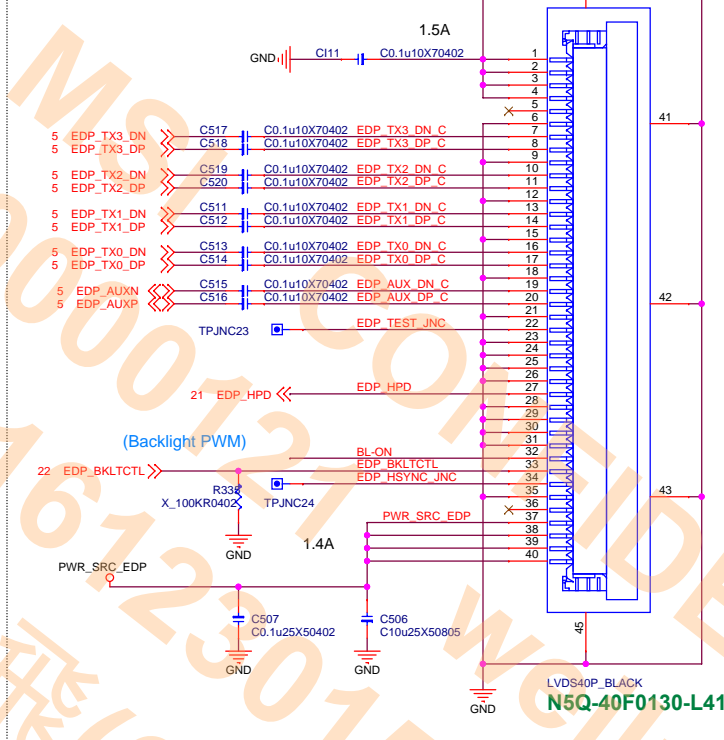 1.5A
GND
CI11
C0.1u10X70402
1
2
3
4
5
6
5 EDP_TX3_DN C517 C0.1u10X70402 EDP_TX3_DN_C 7
5 EDP_TX3_DP C518 C0.1u10X70402 EDP_TX3_DP_C 8
9
5 EDP_TX2_DN C519 C0.1u10X70402 EDP_TX2_DN_C 10
5 EDP_TX2_DP C520 C0.1u10X70402 EDP_TX2_DP_C 11
12
5 EDP_TX1_DN C511 C0.1u10X70402 EDP_TX1_DN_C 13
5 EDP_TX1_DP C512 C0.1u10X70402 EDP_TX1_DP_C 14
15
5 EDP_TX0_DN C513 C0.1u10X70402 EDP_TX0_DN_C 16
5 EDP_TX0_DP C514 C0.1u10X70402 EDP_TX0_DP_C 17
18
5 EDP_AUXN C515 C0.1u10X70402 EDP_AUX_DN_C 19
5 EDP_AUXP C516 C0.1u10X70402 EDP_AUX_DP_C 20
21
TPJNC23 EDP_TEST_JNC 22
23
24
25
26
21 EDP_HPD EDP_HPD 27
28
29
30
31
(Backlight PWM)
BL-ON 32
22 EDP_BKLTCTL EDP_BKLTCTL 33
TPJNC24 EDP_HSYNC_JNC 34
35
36
PWR_SRC_EDP 37
38
39
40
41
42
43
45
X_100KR0402
GND
1.4A
PWR_SRC_EDP
C507
C0.1u25X50402
GND
C506
C10u25X50805
GND
GND
LVDS40P_BLACK
N5Q-40F0130-L41
MSI CONFIDE
weil